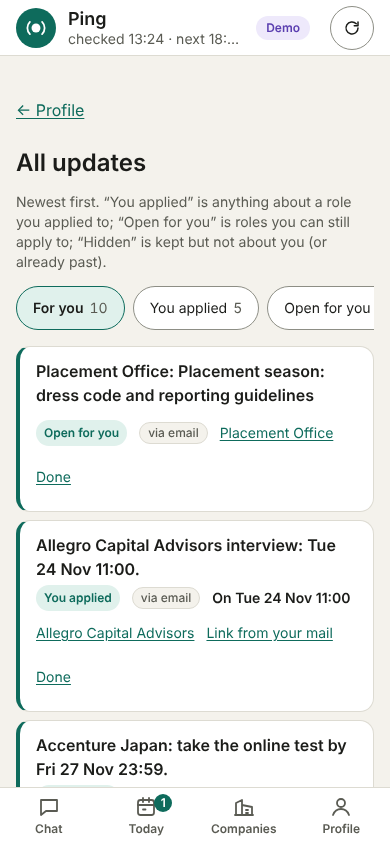 Ping
checked 13:24 · next 18:...
Demo
← Profile
All updates
Newest first. “You applied” is anything about a role
you applied to; “Open for you” is roles you can still
apply to; “Hidden” is kept but not about you (or
already past).
For you 10
You applied 5
Open for you
Placement Office: Placement season:
dress code and reporting guidelines
Open for you
via email
Placement Office
Done
Allegro Capital Advisors interview: Tue
24 Nov 11:00.
You applied
via email
On Tue 24 Nov 11:00
Allegro Capital Advisors
Link from your mail
Done
Accenture Japan: take the online test by
Fri 27 Nov 23:59.
Chat
1
Today
Companies
Profile